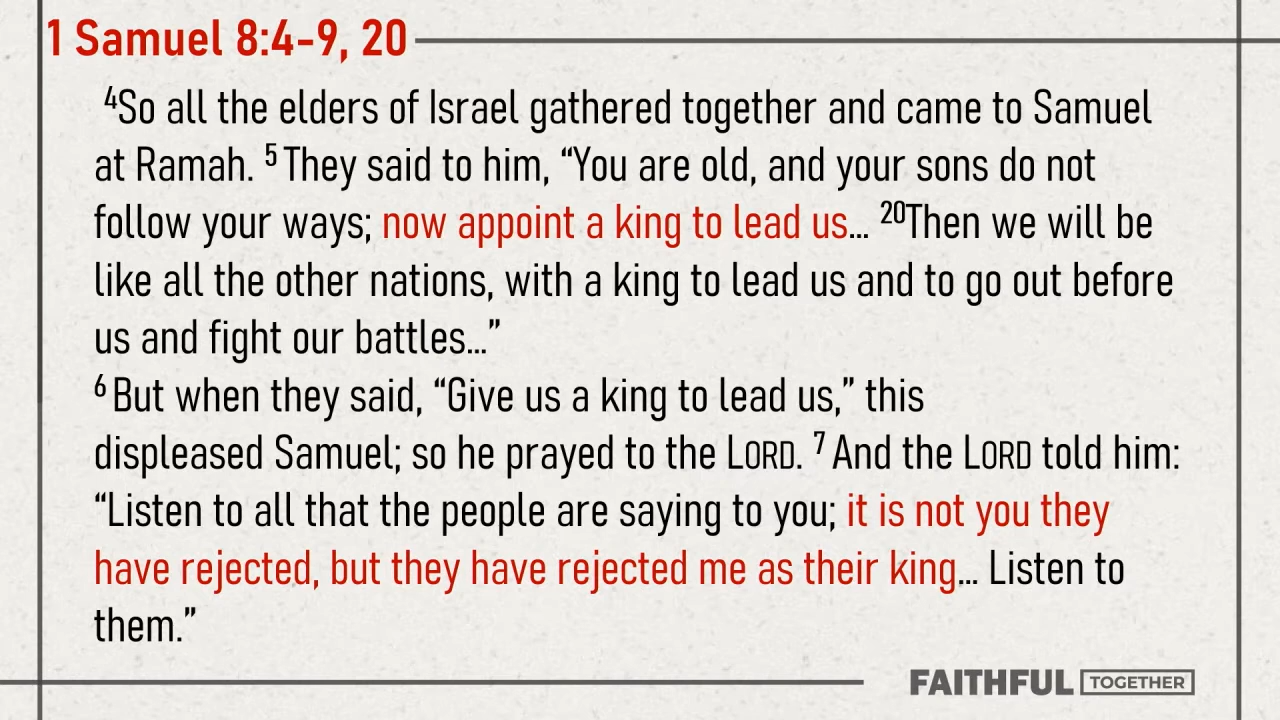 1 Samuel 8:4-9, 20
⁴So all the elders of Israel gathered together and came to Samuel
at Ramah. ⁵ They said to him, “You are old, and your sons do not
follow your ways; now appoint a king to lead us... ²⁰Then we will be
like all the other nations, with a king to lead us and to go out before
us and fight our battles...”
⁶ But when they said, “Give us a king to lead us,” this
displeased Samuel; so he prayed to the LORD. ⁷ And the LORD told him:
“Listen to all that the people are saying to you; it is not you they
have rejected, but they have rejected me as their king... Listen to
them.”
FAITHFUL TOGETHER